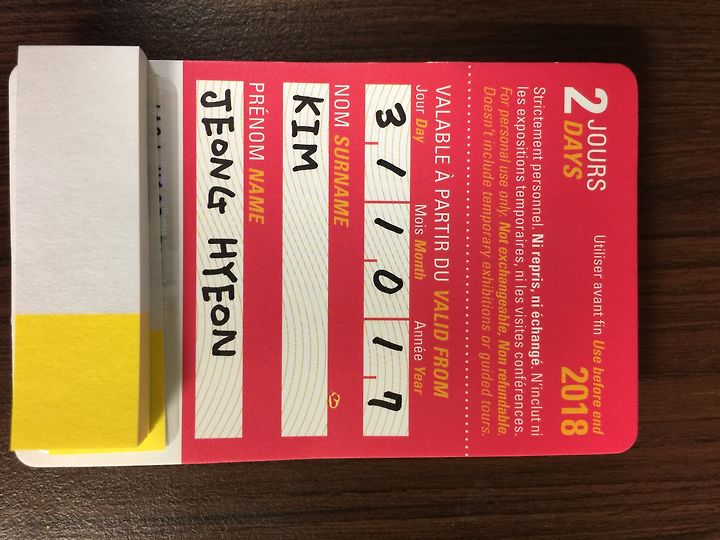 2 JOURS
DAYS
Utiliser avant fin Use before end
2018
Strictement personnel. Ni repris, ni échangé. N'inclut ni
les expositions temporaires, ni les visites conférences.
For personal use only. Not exchangeable, Non refundable.
Doesn't include temporary exhibitions or guided tours.
VALABLE À PARTIR DU VALID FROM
Jour Day Mois Month Année Year
3 1 1 0 1 7
NOM SURNAME
KIM
PRÉNOM NAME
JEONG HYEON